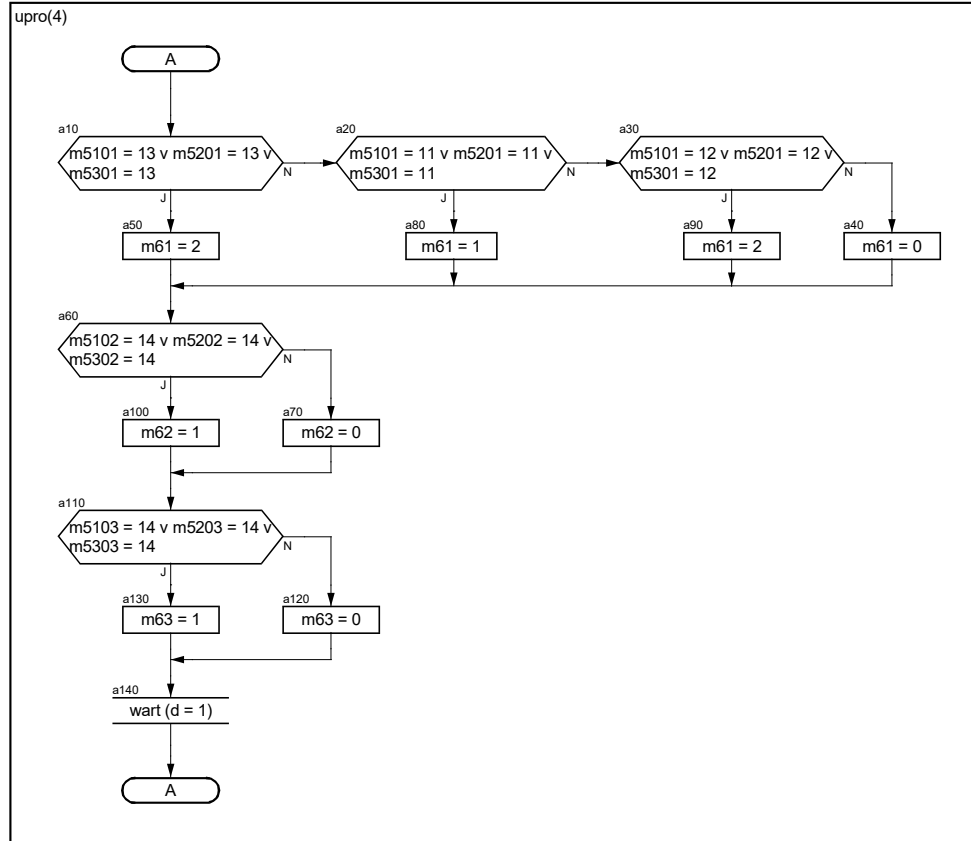 upro(4)
A
a10
m5101 = 13 v m5201 = 13 v
m5301 = 13
N
J
a20
m5101 = 11 v m5201 = 11 v
m5301 = 11
N
J
a30
m5101 = 12 v m5201 = 12 v
m5301 = 12
N
J
a50
m61 = 2
a80
m61 = 1
a90
m61 = 2
a40
m61 = 0
a60
m5102 = 14 v m5202 = 14 v
m5302 = 14
N
J
a100
m62 = 1
a70
m62 = 0
a110
m5103 = 14 v m5203 = 14 v
m5303 = 14
N
J
a130
m63 = 1
a120
m63 = 0
a140
wart (d = 1)
A